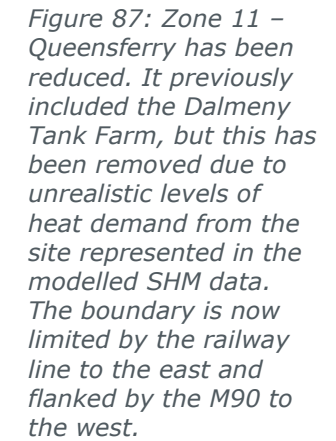 Figure 87: Zone 11 –
Queensferry has been
reduced. It previously
included the Dalmeny
Tank Farm, but this has
been removed due to
unrealistic levels of
heat demand from the
site represented in the
modelled SHM data.
The boundary is now
limited by the railway
line to the east and
flanked by the M90 to
the west.